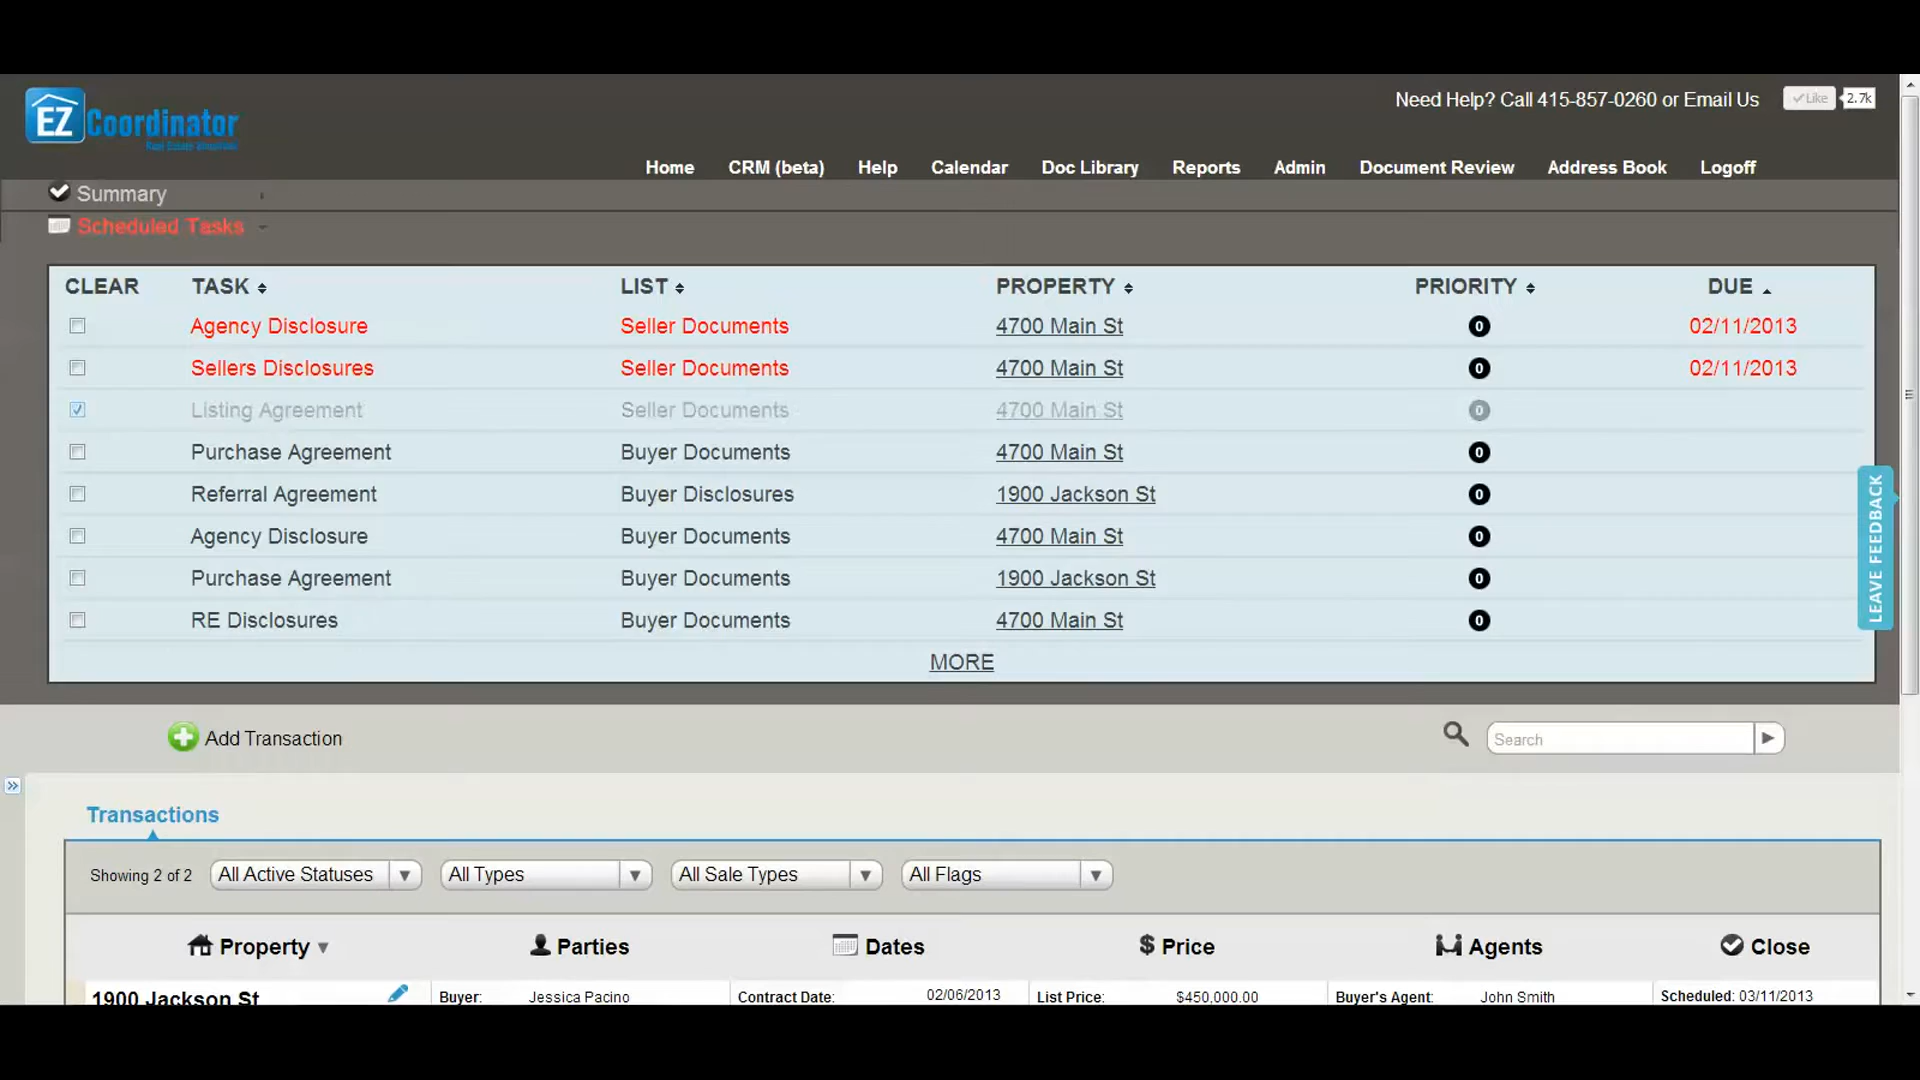 EZ Coordinator
Real Estate Simplified
Need Help? Call 415-857-0260 or Email Us
Like 2.7k
Home CRM (beta) Help Calendar Doc Library Reports Admin Document Review Address Book Logoff
Summary
Scheduled Tasks
CLEAR TASK LIST PROPERTY PRIORITY DUE
Agency Disclosure Seller Documents 4700 Main St 0 02/11/2013
Sellers Disclosures Seller Documents 4700 Main St 0 02/11/2013
Listing Agreement Seller Documents 4700 Main St 0
Purchase Agreement Buyer Documents 4700 Main St 0
Referral Agreement Buyer Disclosures 1900 Jackson St 0
Agency Disclosure Buyer Documents 4700 Main St 0
Purchase Agreement Buyer Documents 1900 Jackson St 0
RE Disclosures Buyer Documents 4700 Main St 0
MORE
LEAVE FEEDBACK
Add Transaction
Search
Transactions
Showing 2 of 2 All Active Statuses All Types All Sale Types All Flags
Property Parties Dates $ Price Agents Close
1900 Jackson St Buyer: Jessica Pacino Contract Date: 02/06/2013 List Price: $450,000.00 Buyer's Agent: John Smith Scheduled: 03/11/2013